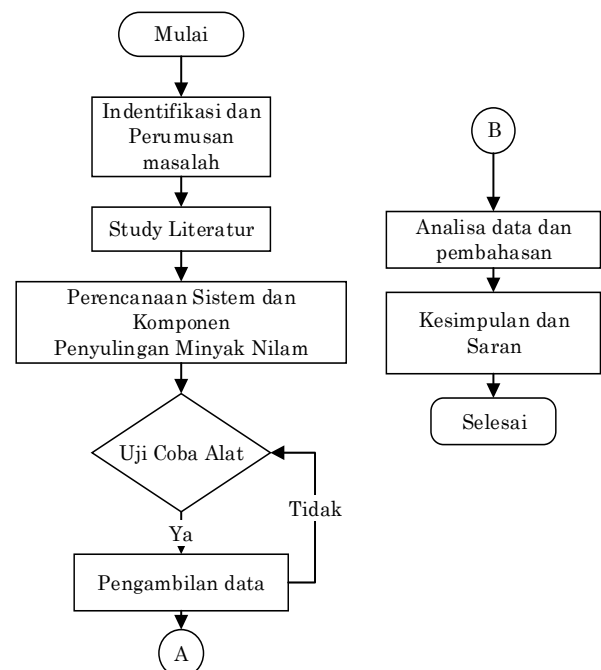 Mulai
Indentifikasi dan
Perumusan
masalah
Study Literatur
Perencanaan Sistem dan
Komponen
Penyulingan Minyak Nilam
Uji Coba Alat
Tidak
Ya
Pengambilan data
A
B
Analisa data dan
pembahasan
Kesimpulan dan
Saran
Selesai